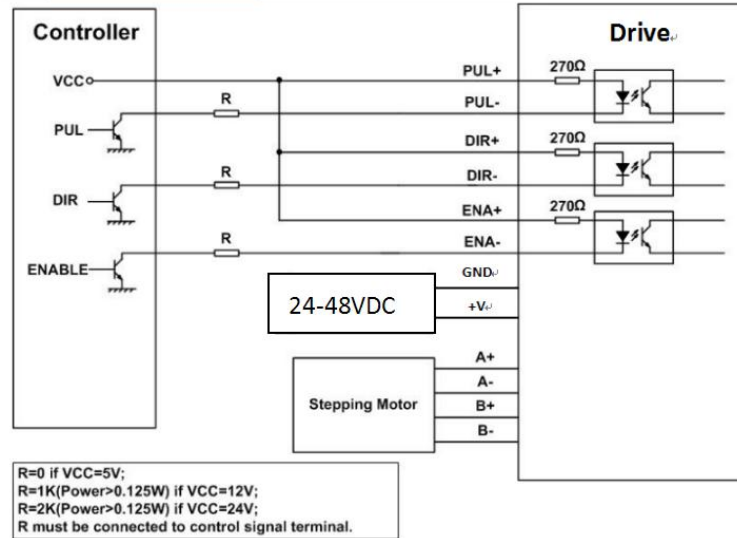 Controller
Drive
VCC
PUL+
270Ω
R
PUL-
PUL
DIR+
270Ω
R
DIR-
DIR
ENA+
270Ω
R
ENA-
ENABLE
GND
24-48VDC
+V
A+
A-
Stepping Motor
B+
B-
R=0 if VCC=5V;
R=1K(Power>0.125W) if VCC=12V;
R=2K(Power>0.125W) if VCC=24V;
R must be connected to control signal terminal.